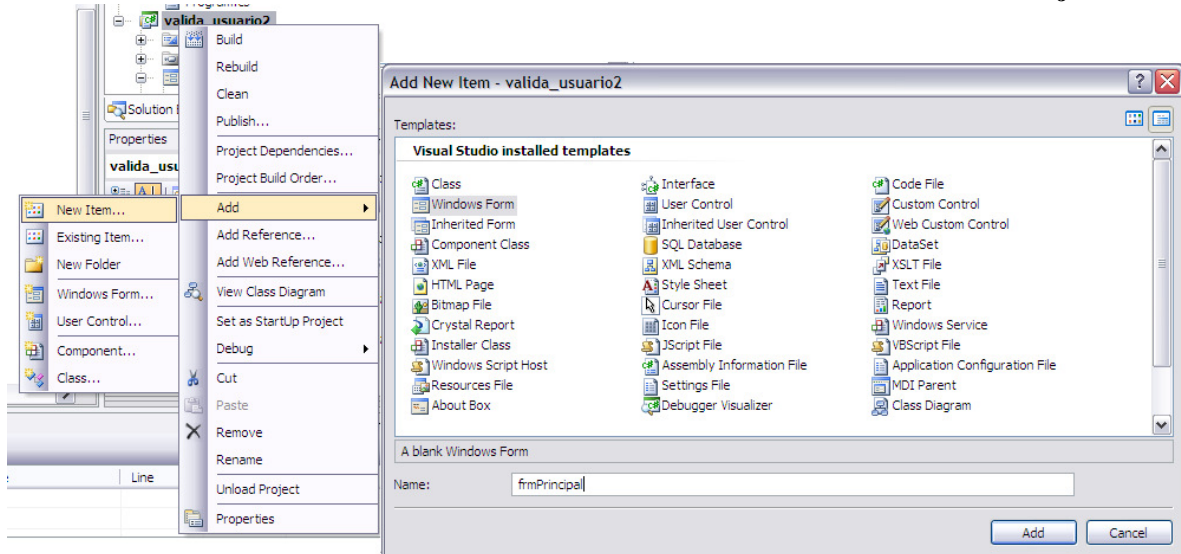 valida_usuario2
Build
Rebuild
Clean
Publish...
Project Dependencies...
Project Build Order...
Add
Add Reference...
Add Web Reference...
View Class Diagram
Set as StartUp Project
Debug
Cut
Paste
Remove
Rename
Unload Project
Properties
Solution
Properties
valida_usu
New Item...
Existing Item...
New Folder
Windows Form...
User Control...
Component...
Class...
Line
Add New Item - valida_usuario2
Templates:
Visual Studio installed templates
Class
Interface
Code File
Windows Form
User Control
Custom Control
Inherited Form
Inherited User Control
Web Custom Control
Component Class
SQL Database
DataSet
XML File
XML Schema
XSLT File
HTML Page
Style Sheet
Text File
Bitmap File
Cursor File
Report
Crystal Report
Icon File
Windows Service
Installer Class
JScript File
VBScript File
Windows Script Host
Assembly Information File
Application Configuration File
Resources File
Settings File
MDI Parent
About Box
Debugger Visualizer
Class Diagram
A blank Windows Form
Name: frmPrincipal
Add Cancel